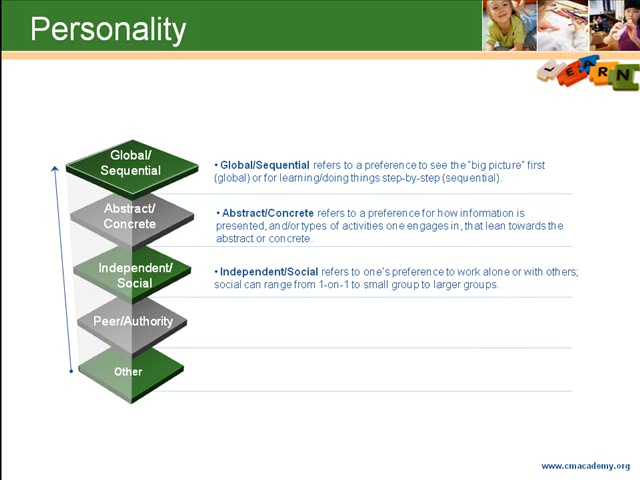 Personality
LEARN
Global/
Sequential
• Global/Sequential refers to a preference to see the "big picture" first
(global) or for learning/doing things step-by-step (sequential).
Abstract/
Concrete
• Abstract/Concrete refers to a preference for how information is
presented, and/or types of activities one engages in, that lean towards the
abstract or concrete.
Independent/
Social
• Independent/Social refers to one's preference to work alone or with others;
social can range from 1-on-1 to small group to larger groups.
Peer/Authority
Other
www.cmacademy.org